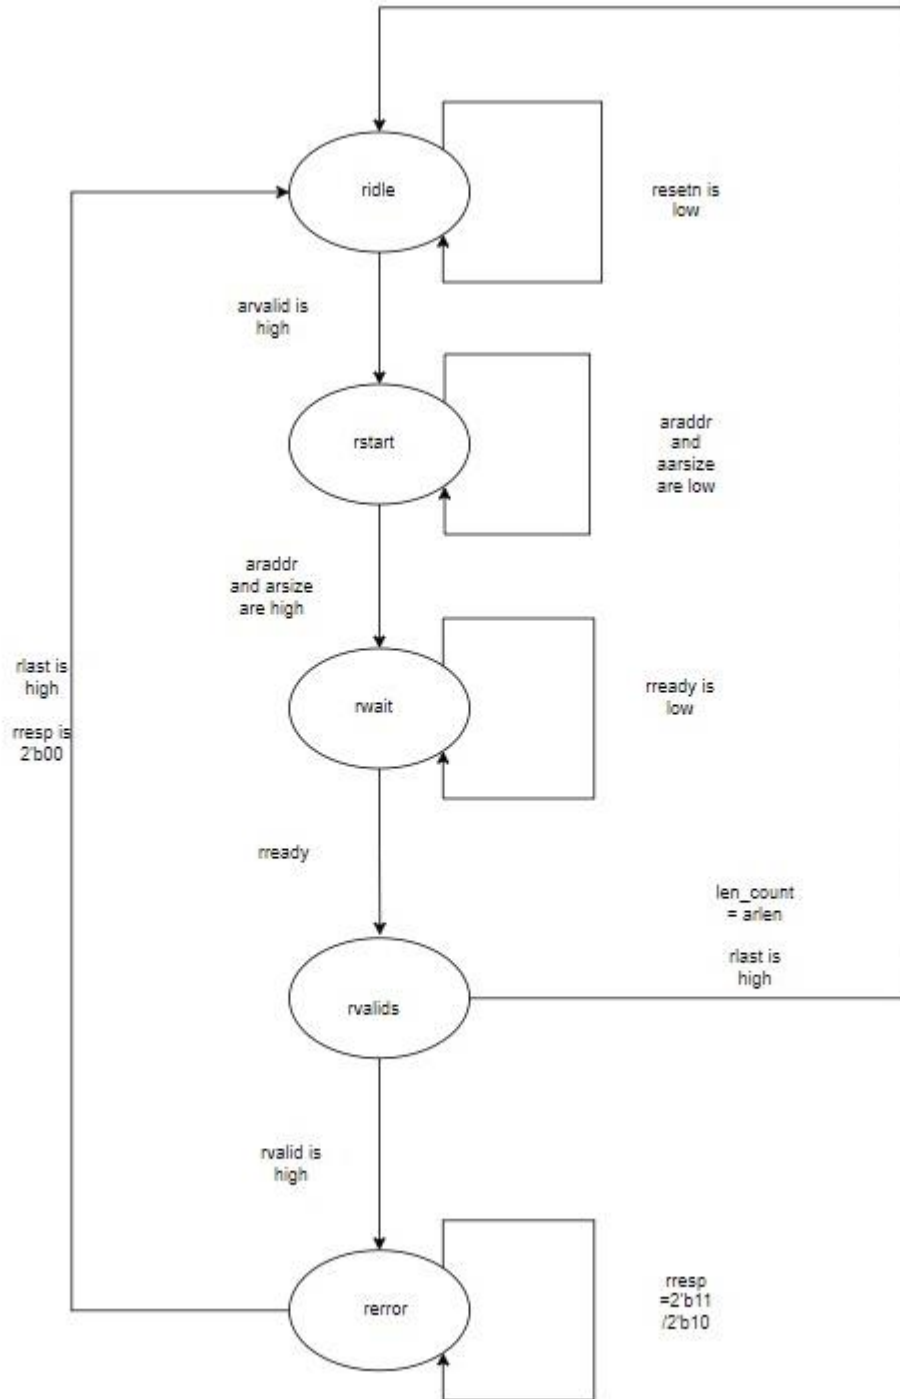 ridle
resetn is
low
arvalid is
high
rstart
araddr
and
aarsize
are low
araddr
and arsize
are high
rwait
rready is
low
rlast is
high
rresp is
2'b00
rready
len_count
= arlen
rlast is
high
rvalids
rvalid is
high
rerror
rresp
=2'b11
/2'b10